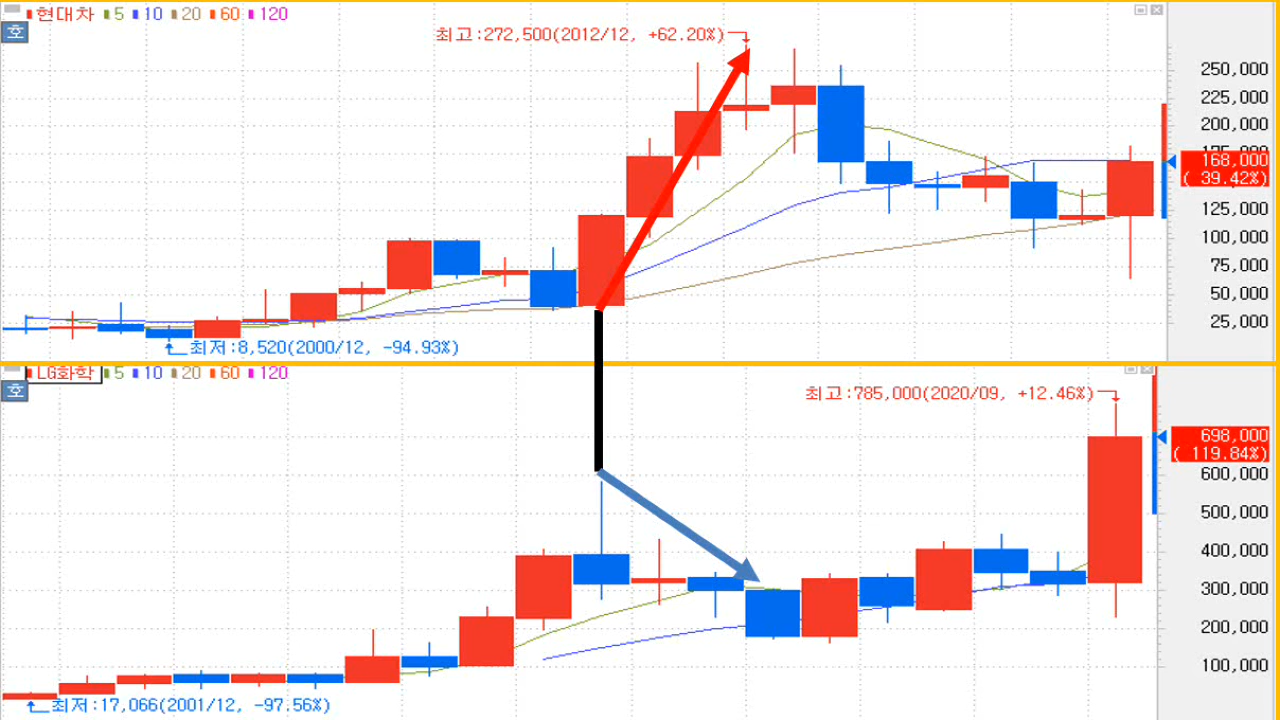 현대차 5 10 20 60 120
호
최고:272,500(2012/12, +62.20%)
250,000
225,000
200,000
168,000
( 39.42%)
125,000
100,000
75,000
50,000
25,000
최저:8,520(2000/12, -94.93%)
LG화학 5 10 20 60 120
호
최고:785,000(2020/09, +12.46%)
698,000
( 119.84%)
600,000
500,000
400,000
300,000
200,000
100,000
최저:17,066(2001/12, -97.56%)